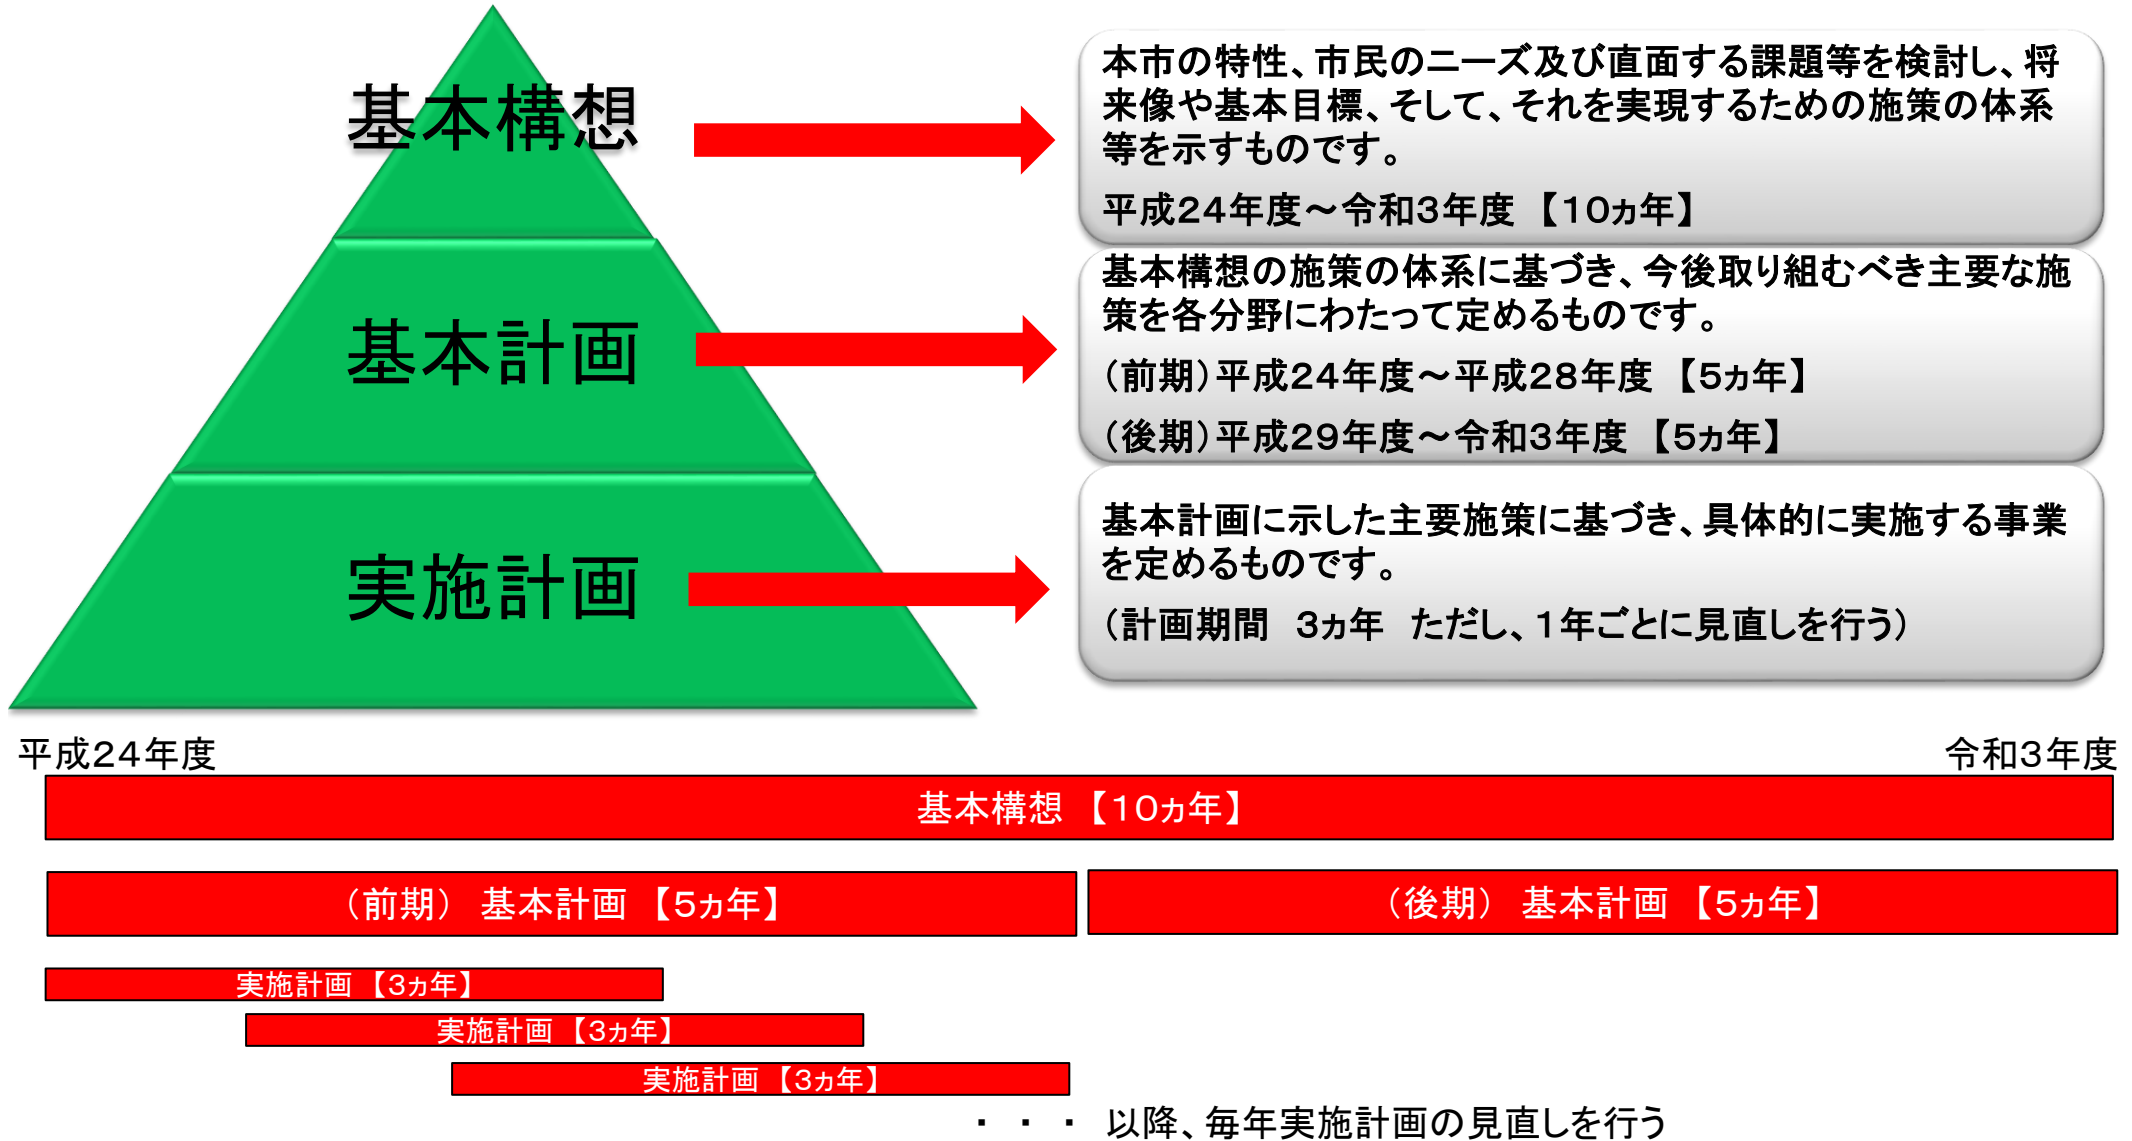 基本構想
本市の特性、市民のニーズ及び直面する課題等を検討し、将
来像や基本目標、そして、それを実現するための施策の体系
等を示すものです。
平成24年度～令和3年度 【10ヵ年】
基本計画
基本構想の施策の体系に基づき、今後取り組むべき主要な施
策を各分野にわたって定めるものです。
（前期）平成24年度～平成28年度 【5ヵ年】
（後期）平成29年度～令和3年度 【5ヵ年】
実施計画
基本計画に示した主要施策に基づき、具体的に実施する事業
を定めるものです。
（計画期間　3ヵ年　ただし、1年ごとに見直しを行う）
平成24年度
令和3年度
基本構想 【10ヵ年】
（前期） 基本計画 【5ヵ年】
（後期） 基本計画 【5ヵ年】
実施計画 【3ヵ年】
実施計画 【3ヵ年】
実施計画 【3ヵ年】
・ ・ ・ 以降、毎年実施計画の見直しを行う